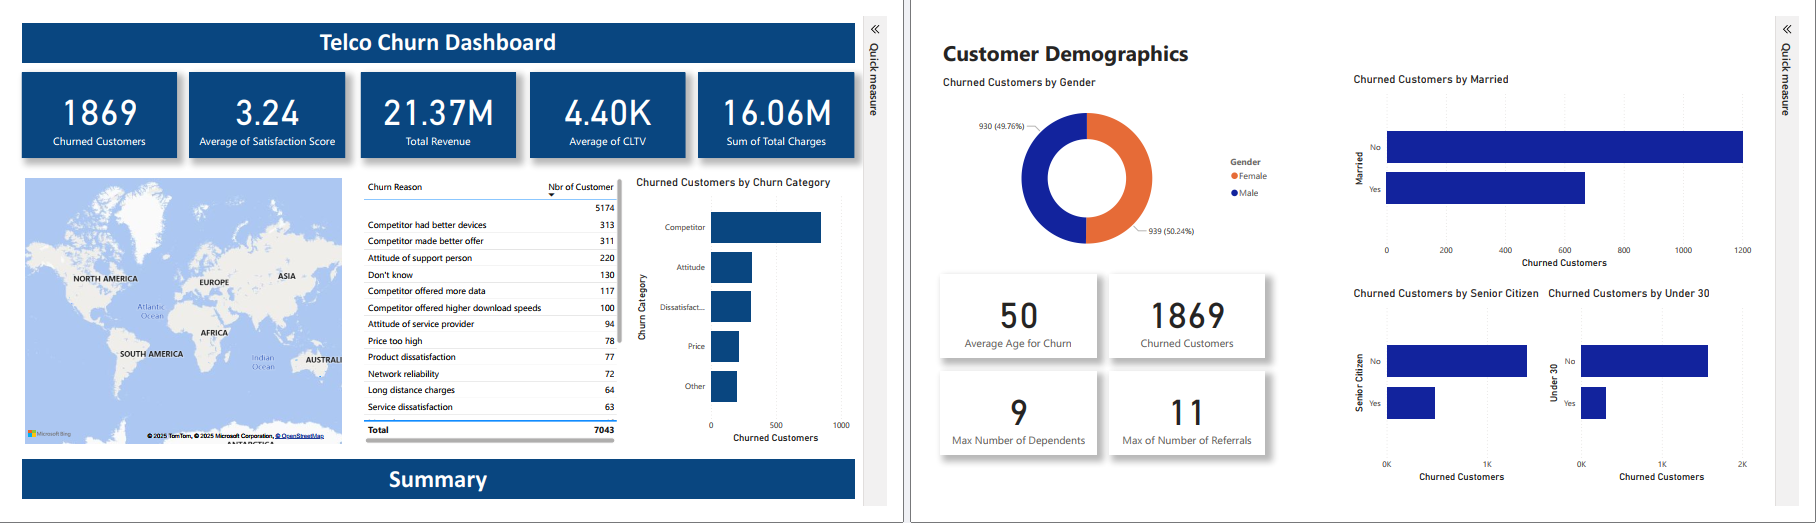 Telco Churn Dashboard
1869
Churned Customers
3.24
Average of Satisfaction Score
21.37M
Total Revenue
4.40K
Average of CLTV
16.06M
Sum of Total Charges
NORTH AMERICA
EUROPE
ASIA
Atlantic
Ocean
AFRICA
SOUTH AMERICA
Indian
Ocean
AUSTRALI
Microsoft Bing
© 2025 TomTom, © 2025 Microsoft Corporation, © OpenStreetMap
ANTARCTICA
Churn Reason Nbr of Customer
5174
Competitor had better devices 313
Competitor made better offer 311
Attitude of support person 220
Don't know 130
Competitor offered more data 117
Competitor offered higher download speeds 100
Attitude of service provider 94
Price too high 78
Product dissatisfaction 77
Network reliability 72
Long distance charges 64
Service dissatisfaction 63
Total 7043
Churned Customers by Churn Category
Churn Category
Competitor
Attitude
Dissatisfact...
Price
Other
0 500 1000
Churned Customers
Summary
Quick measure
Customer Demographics
Churned Customers by Gender
930 (49.76%)
939 (50.24%)
Gender
Female
Male
50
Average Age for Churn
1869
Churned Customers
9
Max Number of Dependents
11
Max of Number of Referrals
Churned Customers by Married
Married
No
Yes
0 200 400 600 800 1000 1200
Churned Customers
Churned Customers by Senior Citizen
Senior Citizen
No
Yes
0K 1K
Churned Customers
Churned Customers by Under 30
Under 30
No
Yes
0K 1K 2K
Churned Customers
Quick measure